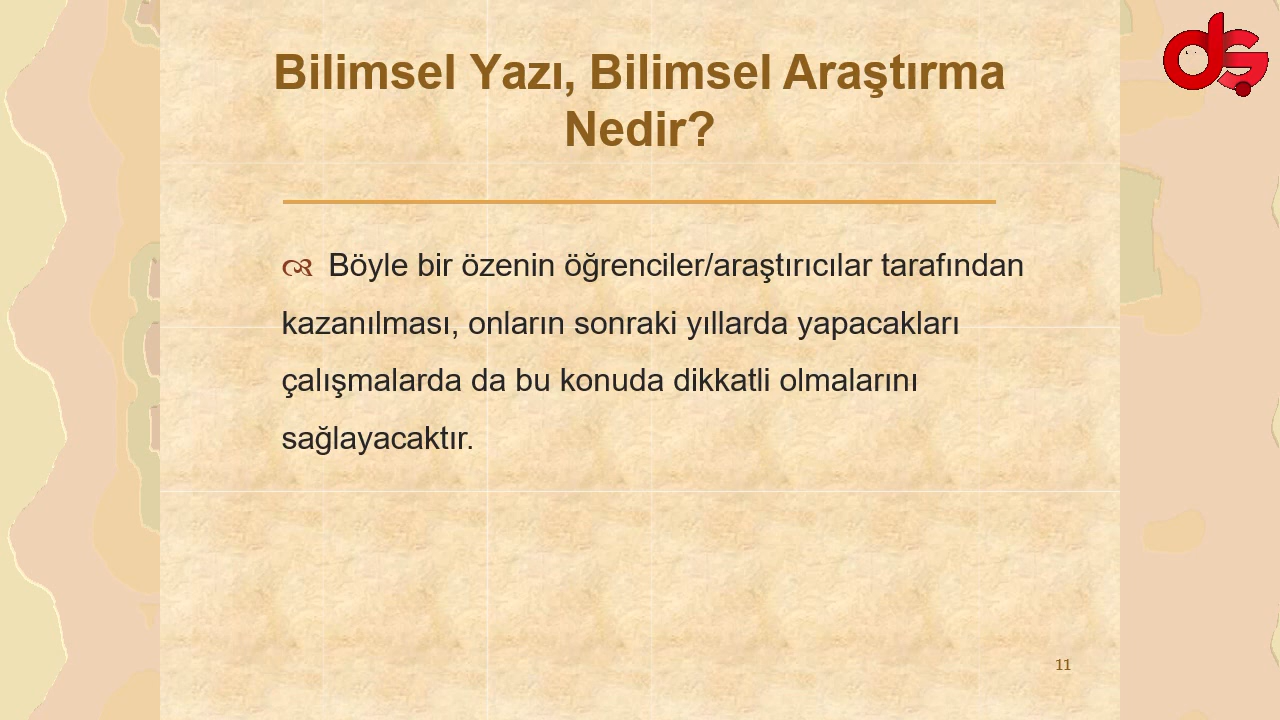 Bilimsel Yazı, Bilimsel Araştırma
Nedir?
Böyle bir özenin öğrenciler/araştırıcılar tarafından
kazanılması, onların sonraki yıllarda yapacakları
çalışmalarda da bu konuda dikkatli olmalarını
sağlayacaktır.
11